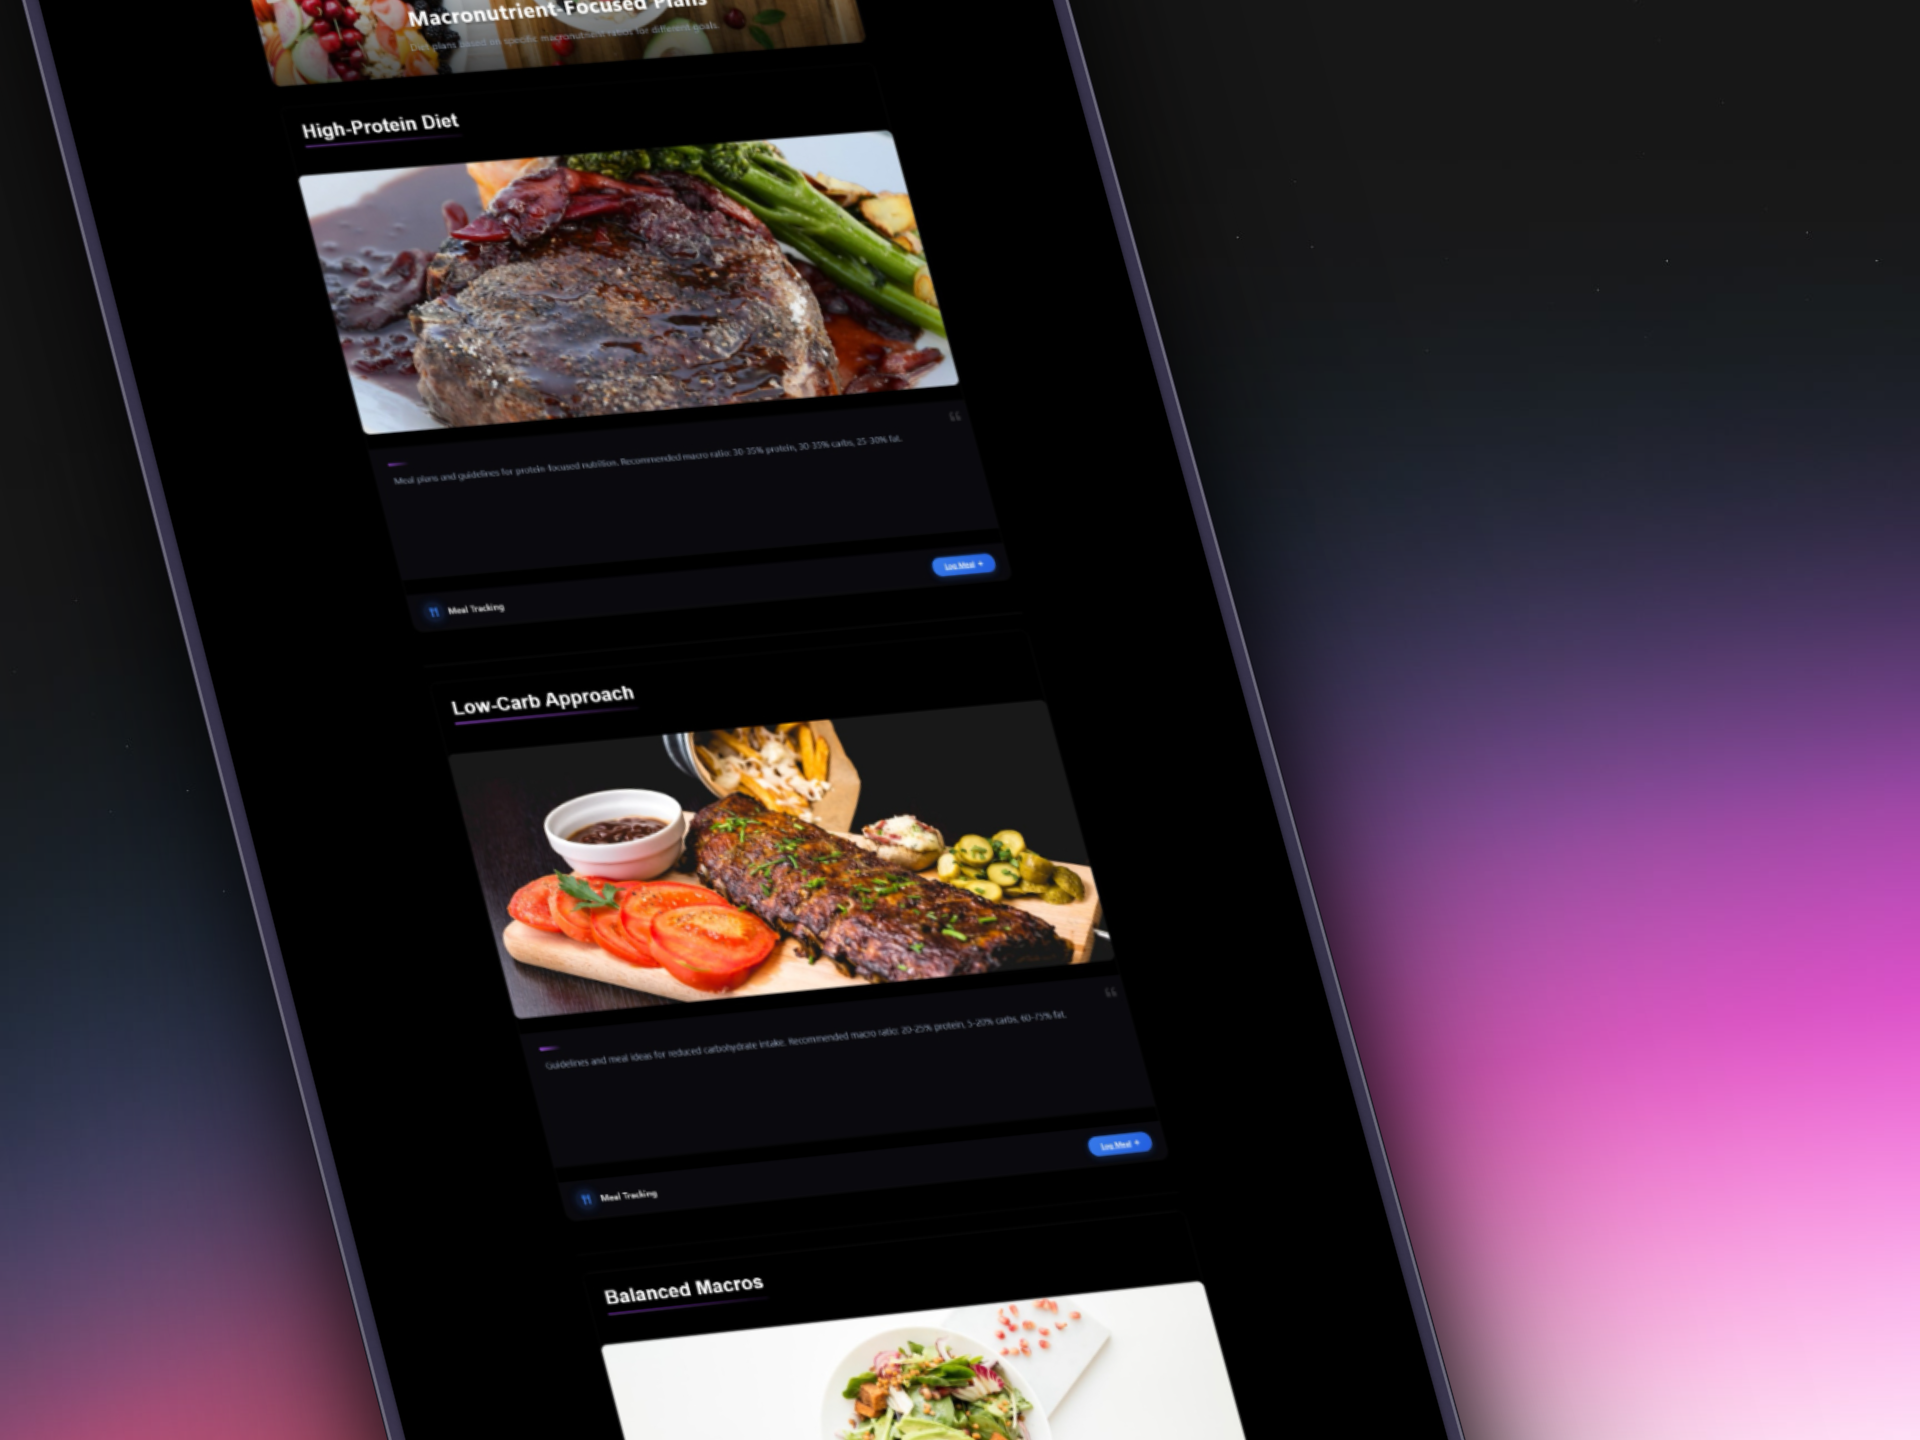 Macronutrient-Focused Plans
Diet plans based on specific macronutrient ratios for different goals.
High-Protein Diet
“
Meal plans and guidelines for protein-focused nutrition. Recommended macro ratio: 30-35% protein, 30-35% carbs, 25-30% fat.
Log Meal
Meal Tracking
Low-Carb Approach
“
Guidelines and meal ideas for reduced carbohydrate intake. Recommended macro ratio: 20-25% protein, 5-20% carbs, 60-75% fat.
Log Meal
Meal Tracking
Balanced Macros